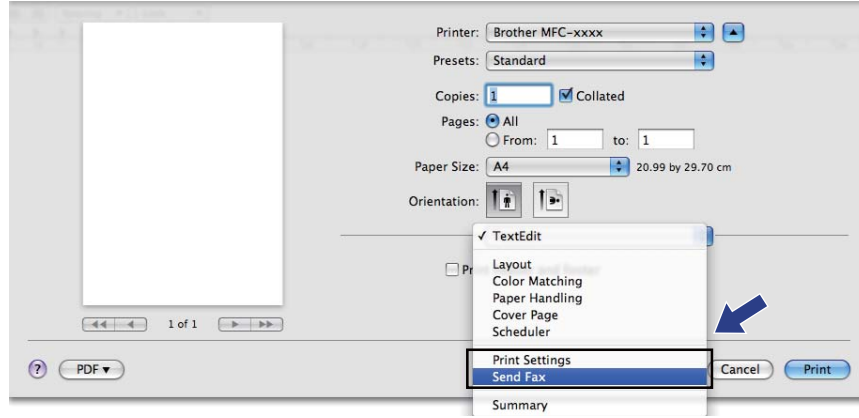 Printer: Brother MFC-xxxx
Presets: Standard
Copies: 1 Collated
Pages: All
From: 1 to: 1
Paper Size: A4 20.99 by 29.70 cm
Orientation:
✓ TextEdit
Layout
Color Matching
Paper Handling
Cover Page
Scheduler
Print Settings
Send Fax
Summary
1 of 1
? PDF▼ Cancel Print